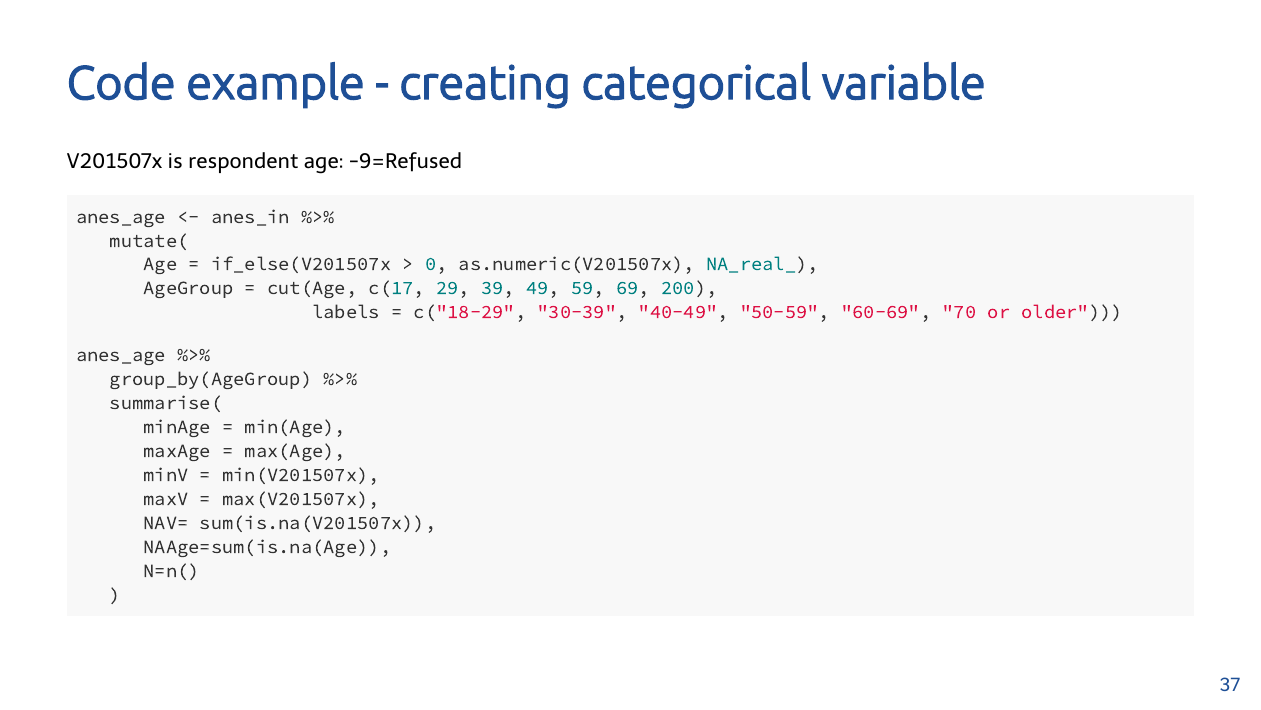 Code example - creating categorical variable
V201507x is respondent age: -9=Refused
anes_age <- anes_in %>%
   mutate(
      Age = if_else(V201507x > 0, as.numeric(V201507x), NA_real_),
      AgeGroup = cut(Age, c(17, 29, 39, 49, 59, 69, 200),
                     labels = c("18-29", "30-39", "40-49", "50-59", "60-69", "70 or older")))
anes_age %>%
   group_by(AgeGroup) %>%
   summarise(
      minAge = min(Age),
      maxAge = max(Age),
      minV = min(V201507x),
      maxV = max(V201507x),
      NAV= sum(is.na(V201507x)),
      NAAge=sum(is.na(Age)),
      N=n()
   )
37